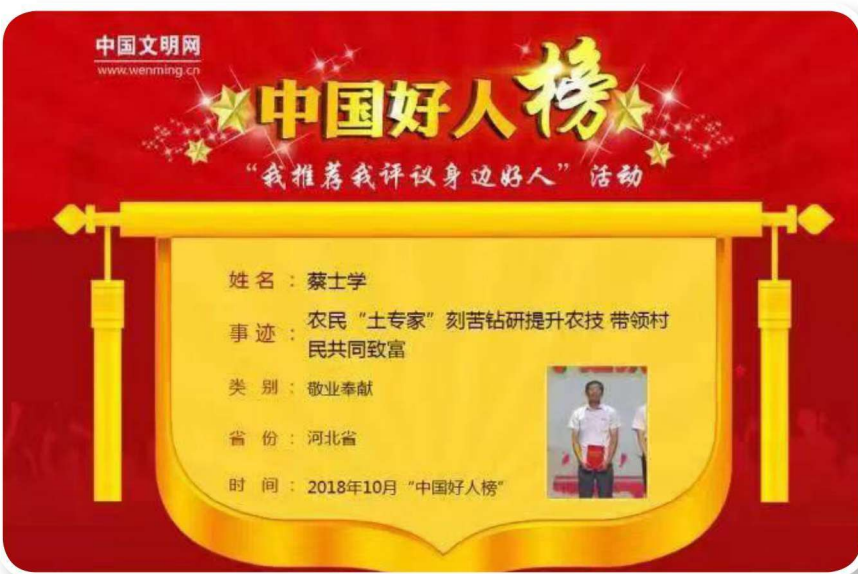 中国文明网
www.wenming.cn
中国好人榜
“我推荐我评议身边好人”活动
姓名：蔡士学
事迹：农民“土专家”刻苦钻研提升农技 带领村
民共同致富
类别：敬业奉献
省份：河北省
时间：2018年10月“中国好人榜”